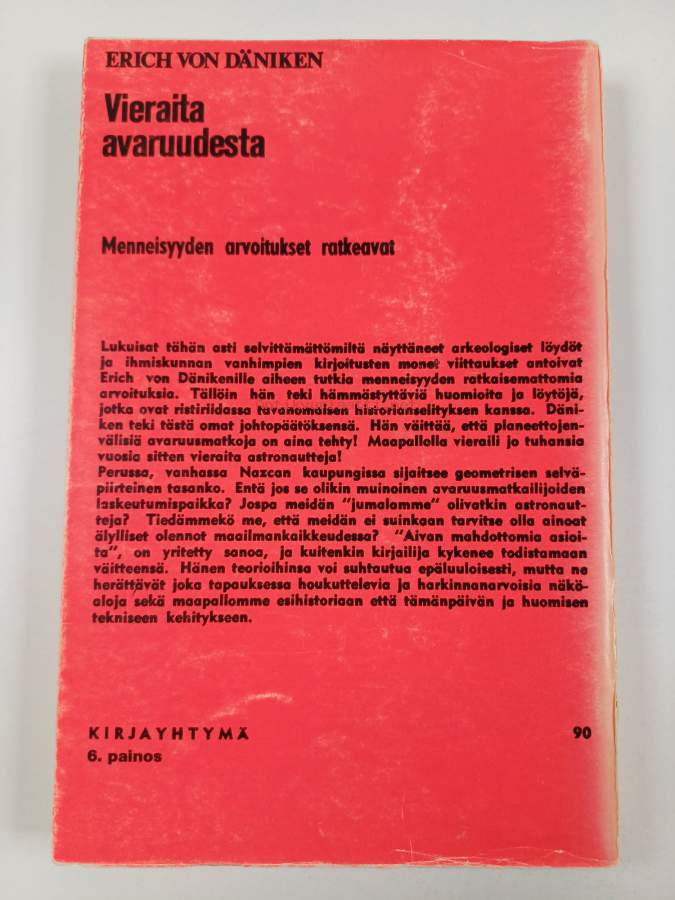 ERICH VON DÄNIKEN
Vieraita
avaruudesta
Menneisyyden arvoitukset ratkeavat
Lukuisat tähän asti selvittämättömiltä näyttäneet arkeologiset löydöt
ja ihmiskunnan vanhimpien kirjoitusten monet viittaukset antoivat
Erich von Dänikenille aiheen tutkia menneisyyden ratkaisemattomia
arvoituksia. Tällöin hän teki hämmästyttäviä huomioita ja löytöjä,
jotka ovat ristiriidassa tavanomaisen historianselityksen kanssa. Däni-
ken teki tästä omat johtopäätöksensä. Hän väittää, että planeettojen-
välisiä avaruusmatkoja on aina tehty! Maapallolla vieraili jo tuhansia
vuosia sitten vieraita astronautteja!
Perussa, vanhassa Nazcan kaupungissa sijaitsee geometrisen selvä-
piirteinen tasanko. Entä jos se olikin muinoinen avaruusmatkailijoiden
laskeutumispaikka? Jospa meidän "jumalamme" olivatkin astronaut-
teja? Tiedämmekö me, että meidän ei suinkaan tarvitse olla ainoat
älylliset olennot maailmankaikkeudessa? "Aivan mahdottomia asioi-
ta", on yritetty sanoa, ja kuitenkin kirjailija kykenee todistamaan
väitteensä. Hänen teorioihinsa voi suhtautua epäluuloisesti, mutta ne
herättävät joka tapauksessa houkuttelevia ja harkinnanarvoisia näkö-
aloja sekä maapallomme esihistoriaan että tämänpäivän ja huomisen
tekniseen kehitykseen.
KIRJAYHTYMÄ 90
6. painos